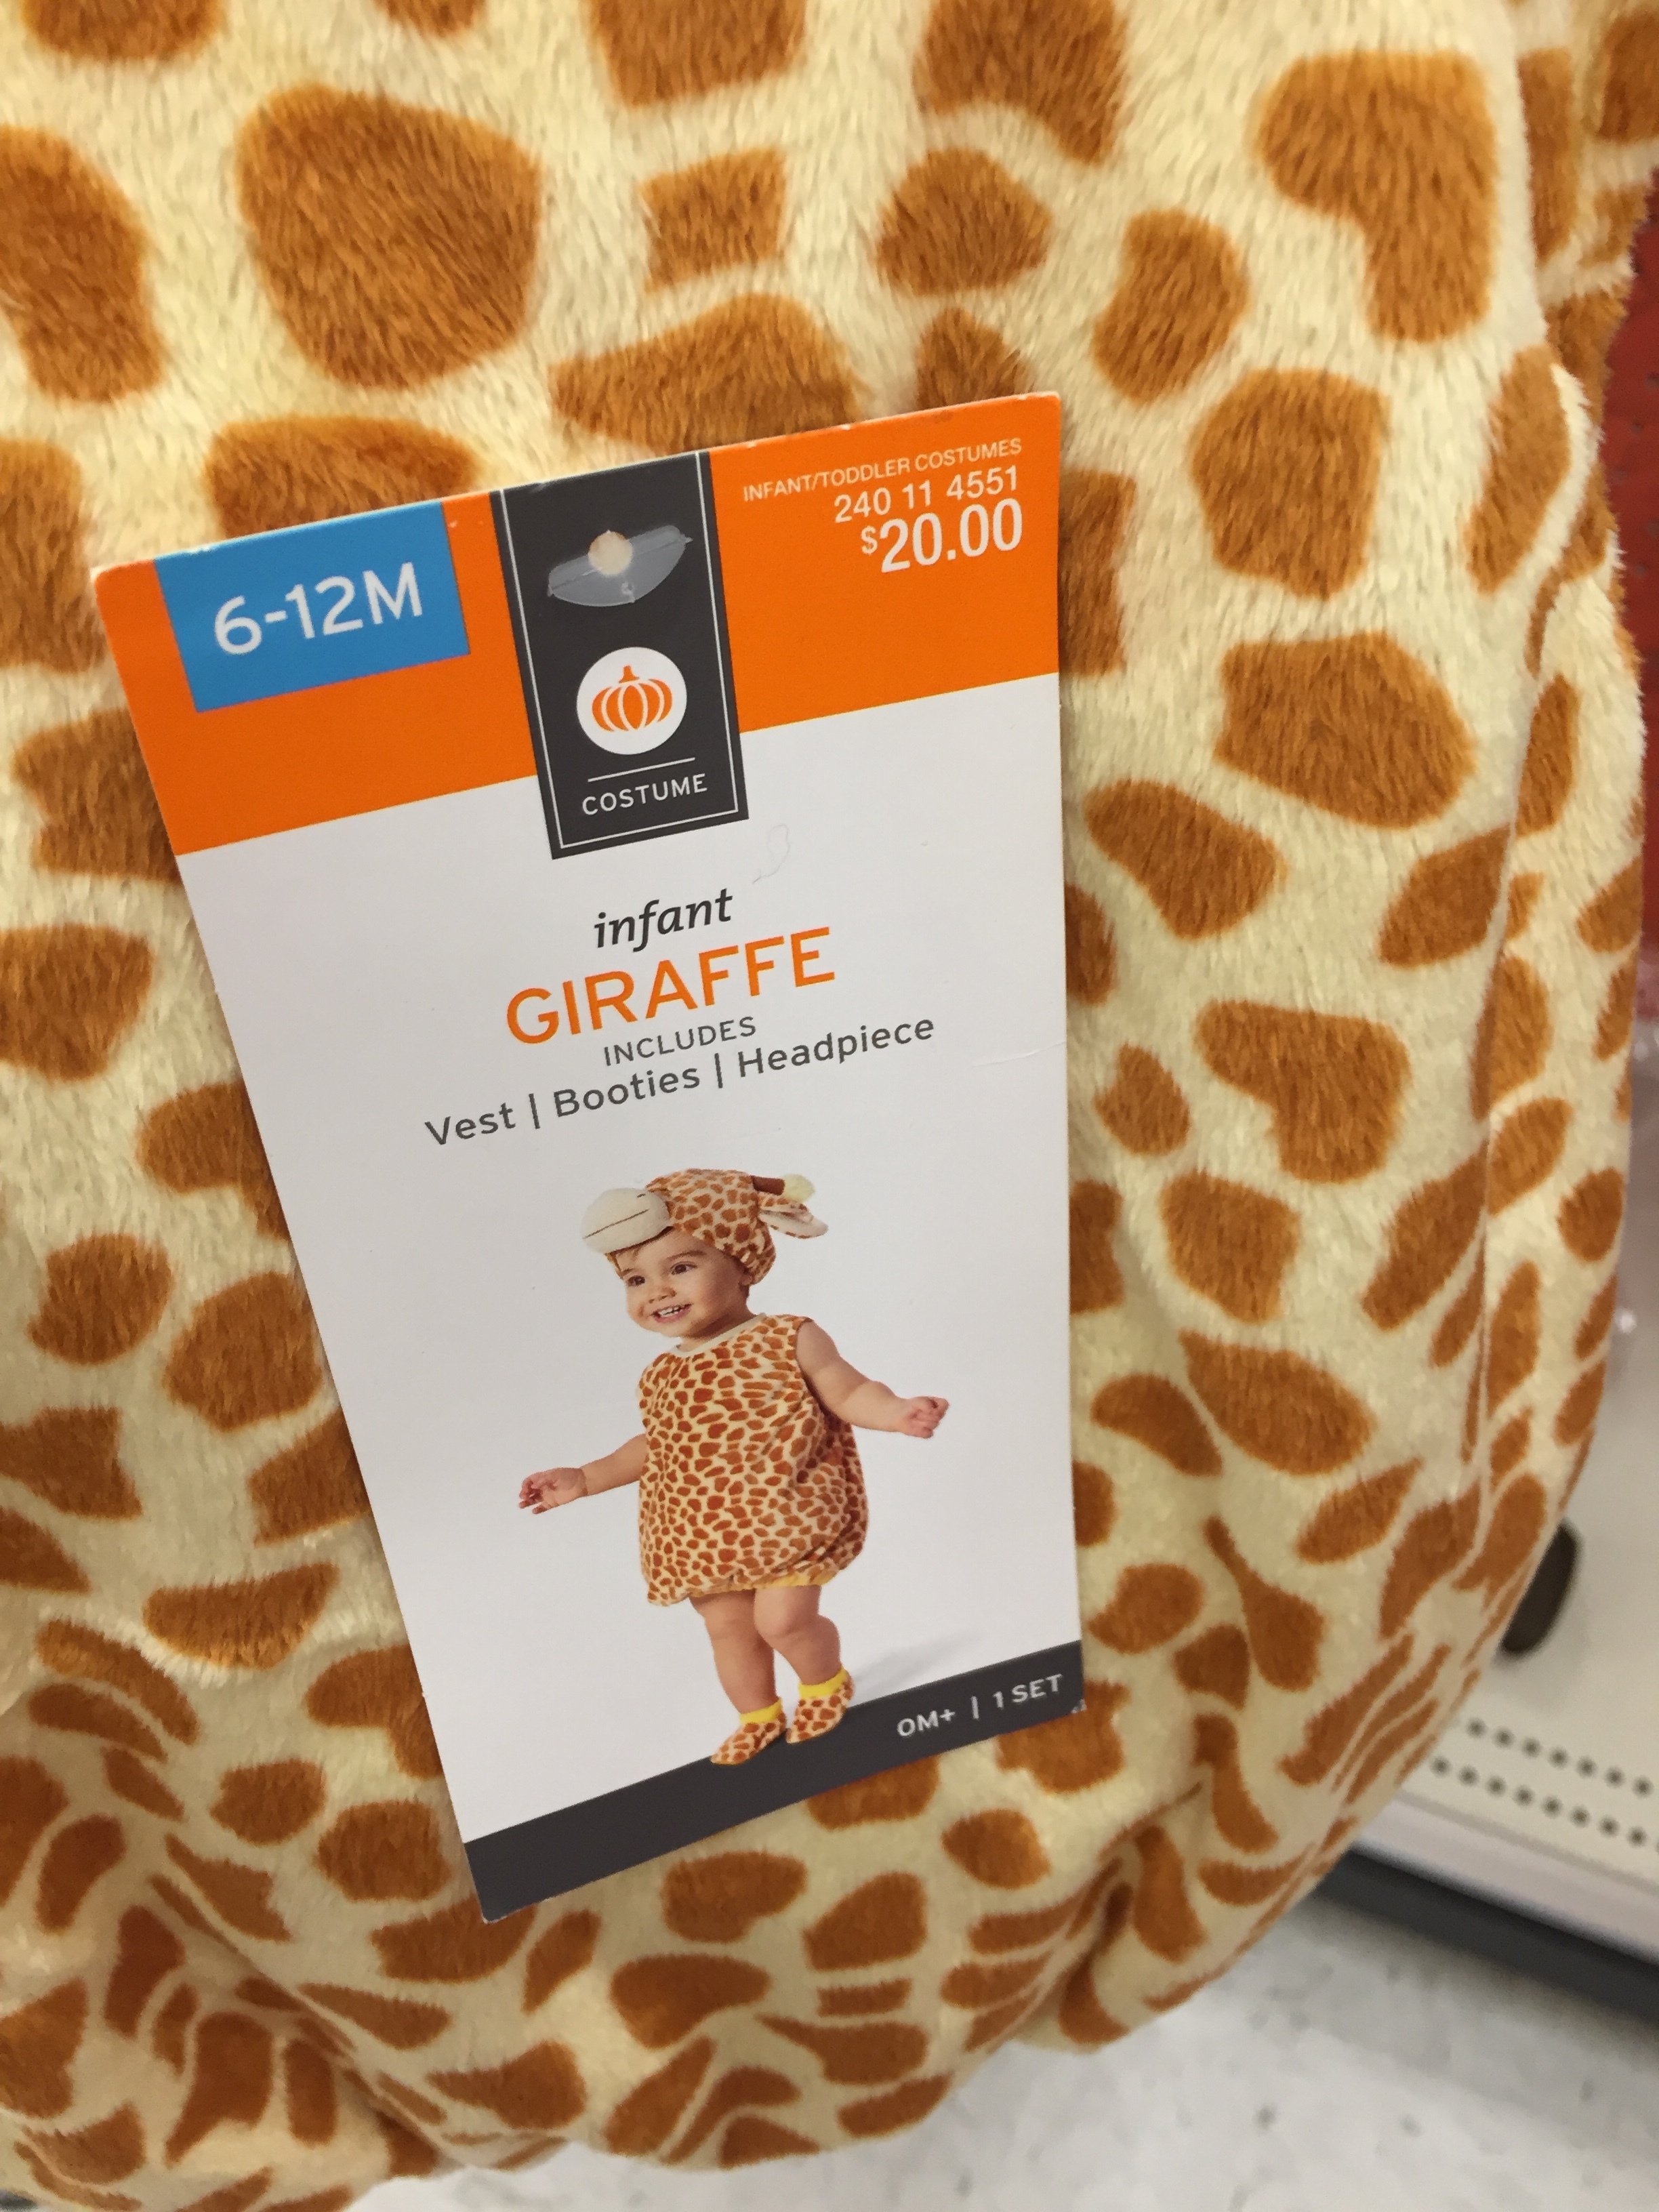 6-12M
INFANT/TODDLER COSTUMES
240 11 4551
$20.00
COSTUME
infant
GIRAFFE
INCLUDES
Vest | Booties | Headpiece
0M+ | 1 SET